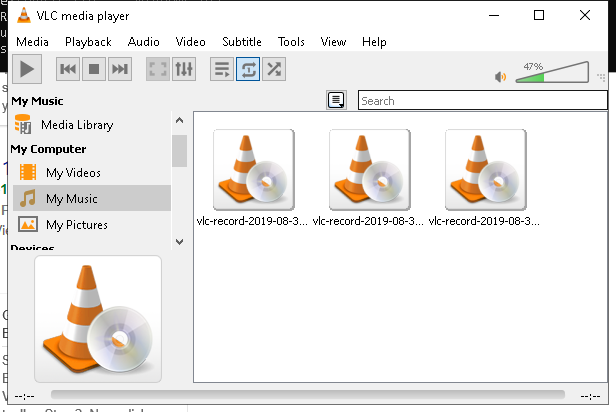 VLC media player
Media Playback Audio Video Subtitle Tools View Help
47%
My Music
Search
Media Library
My Computer
My Videos
My Music
My Pictures
Devices
vlc-record-2019-08-3... vlc-record-2019-08-3... vlc-record-2019-08-3...
--:-- --:--